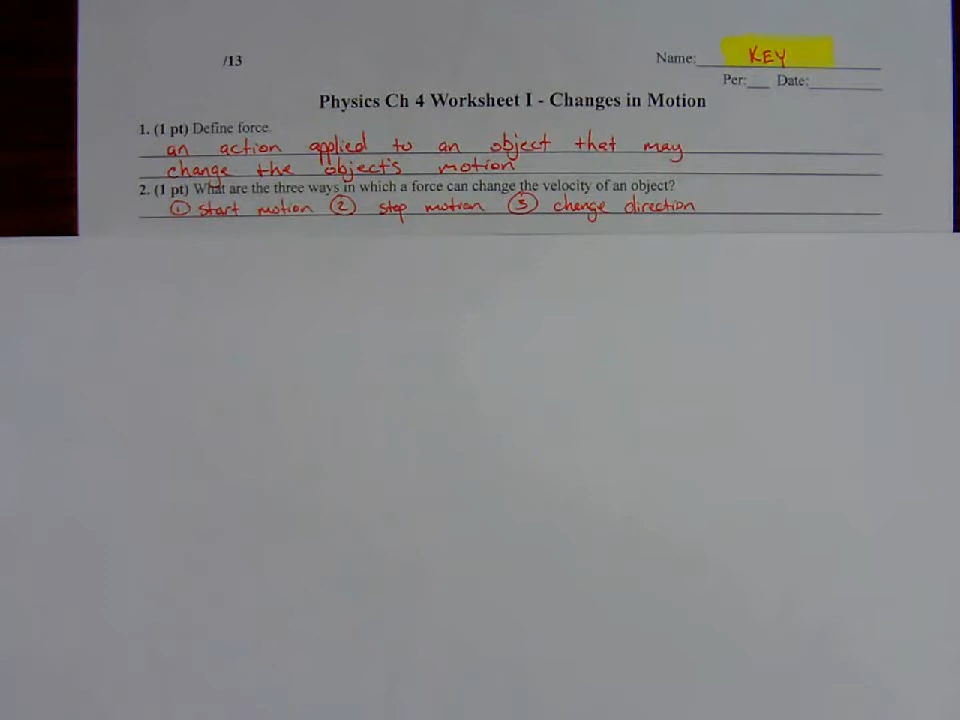 /13
Name: KEY
Per:___ Date:________
Physics Ch 4 Worksheet I - Changes in Motion
1. (1 pt) Define force.
an action applied to an object that may
change the object's motion
2. (1 pt) What are the three ways in which a force can change the velocity of an object?
① start motion ② stop motion ③ change direction